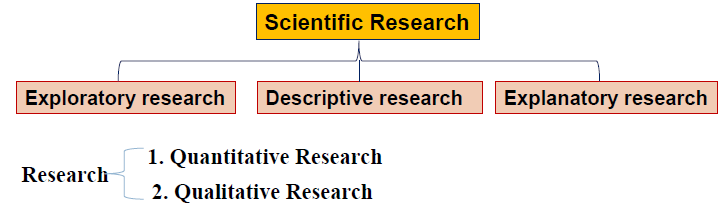 Scientific Research
Exploratory research
Descriptive research
Explanatory research
1. Quantitative Research
Research
2. Qualitative Research